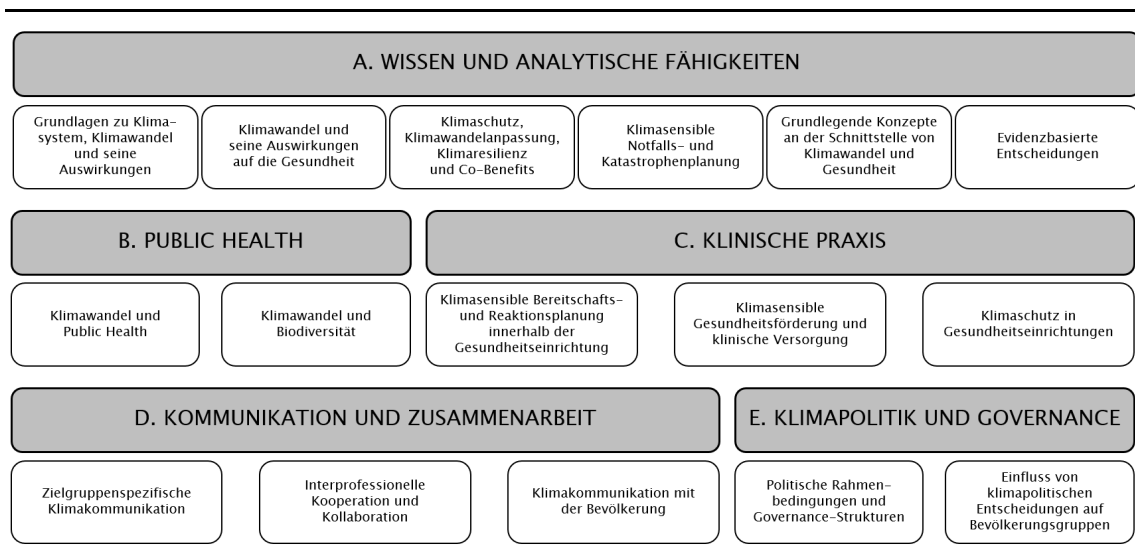 A. WISSEN UND ANALYTISCHE FÄHIGKEITEN
Grundlagen zu Klima-
system, Klimawandel
und seine
Auswirkungen
Klimawandel und
seine Auswirkungen
auf die Gesundheit
Klimaschutz,
Klimawandelanpassung,
Klimaresilienz
und Co-Benefits
Klimasensible
Notfalls- und
Katastrophenplanung
Grundlegende Konzepte
an der Schnittstelle von
Klimawandel und
Gesundheit
Evidenzbasierte
Entscheidungen
B. PUBLIC HEALTH
Klimawandel und
Public Health
Klimawandel und
Biodiversität
C. KLINISCHE PRAXIS
Klimasensible Bereitschafts-
und Reaktionsplanung
innerhalb der
Gesundheitseinrichtung
Klimasensible
Gesundheitsförderung und
klinische Versorgung
Klimaschutz in
Gesundheitseinrichtungen
D. KOMMUNIKATION UND ZUSAMMENARBEIT
Zielgruppenspezifische
Klimakommunikation
Interprofessionelle
Kooperation und
Kollaboration
Klimakommunikation mit
der Bevölkerung
E. KLIMAPOLITIK UND GOVERNANCE
Politische Rahmen-
bedingungen und
Governance-Strukturen
Einfluss von
klimapolitischen
Entscheidungen auf
Bevölkerungsgruppen